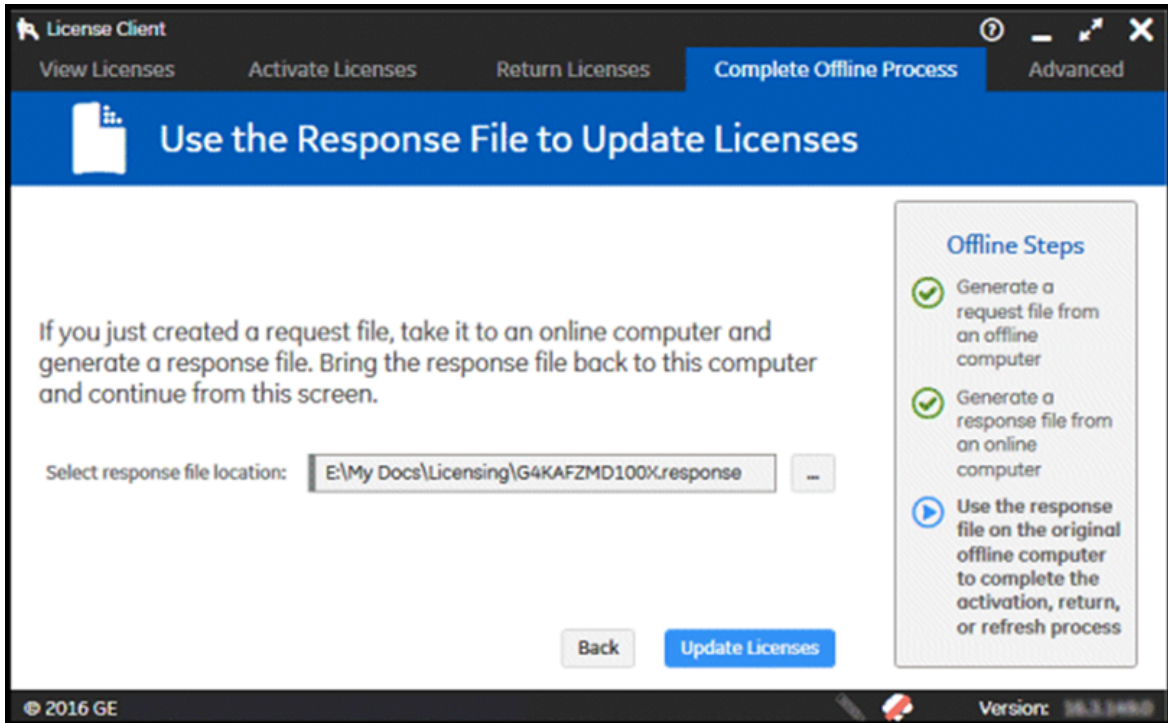 License Client
View Licenses Activate Licenses Return Licenses Complete Offline Process Advanced
Use the Response File to Update Licenses
If you just created a request file, take it to an online computer and
generate a response file. Bring the response file back to this computer
and continue from this screen.
Select response file location: E:\My Docs\Licensing\G4KAFZMD100X.response ...
Back Update Licenses
Offline Steps
Generate a
request file from
an offline
computer
Generate a
response file from
an online
computer
Use the response
file on the original
offline computer
to complete the
activation, return,
or refresh process
© 2016 GE
Version: